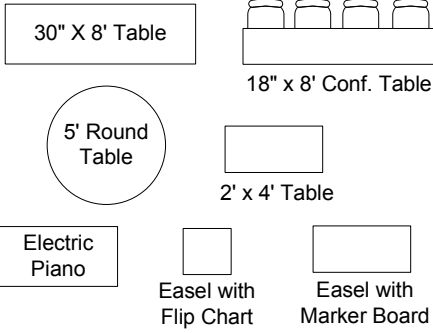 30" X 8' Table
18" x 8' Conf. Table
5' Round
Table
2' x 4' Table
Electric
Piano
Easel with
Flip Chart
Easel with
Marker Board